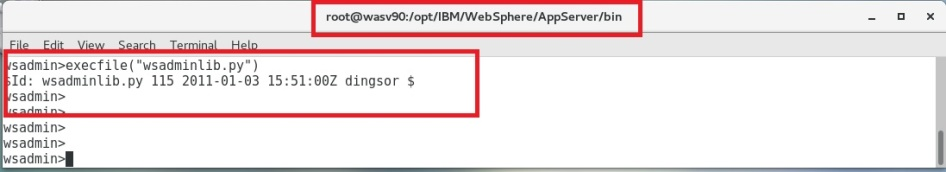 root@wasv90:/opt/IBM/WebSphere/AppServer/bin
File Edit View Search Terminal Help
wsadmin>execfile("wsadminlib.py")
$Id: wsadminlib.py 115 2011-01-03 15:51:00Z dingsor $
wsadmin>
wsadmin>
wsadmin>
wsadmin>
wsadmin>